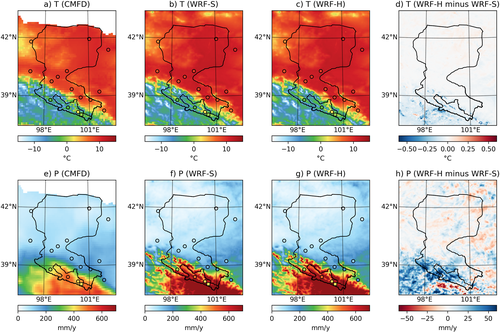 a) T (CMFD)
b) T (WRF-S)
c) T (WRF-H)
d) T (WRF-H minus WRF-S)
42°N
42°N
42°N
42°N
39°N
39°N
39°N
39°N
98°E 101°E
98°E 101°E
98°E 101°E
98°E 101°E
−10 0 10
−10 0 10
−10 0 10
−0.50 −0.25 0.00 0.25 0.50
°C
°C
°C
°C
e) P (CMFD)
f) P (WRF-S)
g) P (WRF-H)
h) P (WRF-H minus WRF-S)
42°N
42°N
42°N
42°N
39°N
39°N
39°N
39°N
98°E 101°E
98°E 101°E
98°E 101°E
98°E 101°E
0 200 400 600
0 200 400 600
0 200 400 600
−50 −25 0 25 50
mm/y
mm/y
mm/y
mm/y